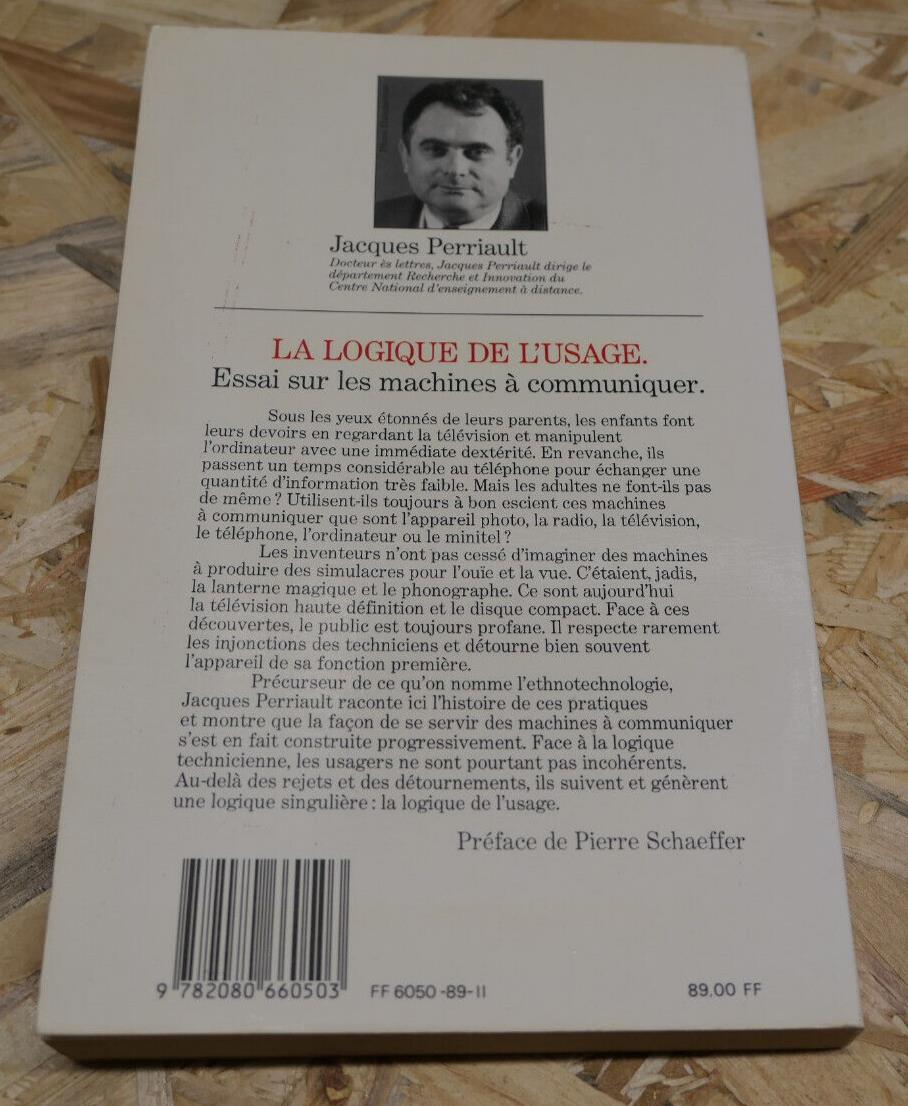 Jacques Perriault
Docteur ès lettres, Jacques Perriault dirige le
département Recherche et Innovation du
Centre National d'enseignement à distance.
LA LOGIQUE DE L'USAGE.
Essai sur les machines à communiquer.
Sous les yeux étonnés de leurs parents, les enfants font
leurs devoirs en regardant la télévision et manipulent
l'ordinateur avec une immédiate dextérité. En revanche, ils
passent un temps considérable au téléphone pour échanger une
quantité d'information très faible. Mais les adultes ne font-ils pas
de même ? Utilisent-ils toujours à bon escient ces machines
à communiquer que sont l'appareil photo, la radio, la télévision,
le téléphone, l'ordinateur ou le minitel ?
Les inventeurs n'ont pas cessé d'imaginer des machines
à produire des simulacres pour l'ouïe et la vue. C'étaient, jadis,
la lanterne magique et le phonographe. Ce sont aujourd'hui
la télévision haute définition et le disque compact. Face à ces
découvertes, le public est toujours profane. Il respecte rarement
les injonctions des techniciens et détourne bien souvent
l'appareil de sa fonction première.
Précurseur de ce qu'on nomme l'ethnotechnologie,
Jacques Perriault raconte ici l'histoire de ces pratiques
et montre que la façon de se servir des machines à communiquer
s'est en fait construite progressivement. Face à la logique
technicienne, les usagers ne sont pourtant pas incohérents.
Au-delà des rejets et des détournements, ils suivent et génèrent
une logique singulière : la logique de l'usage.
Préface de Pierre Schaeffer
9 782080 660503
FF 6050-89-II
89,00 FF